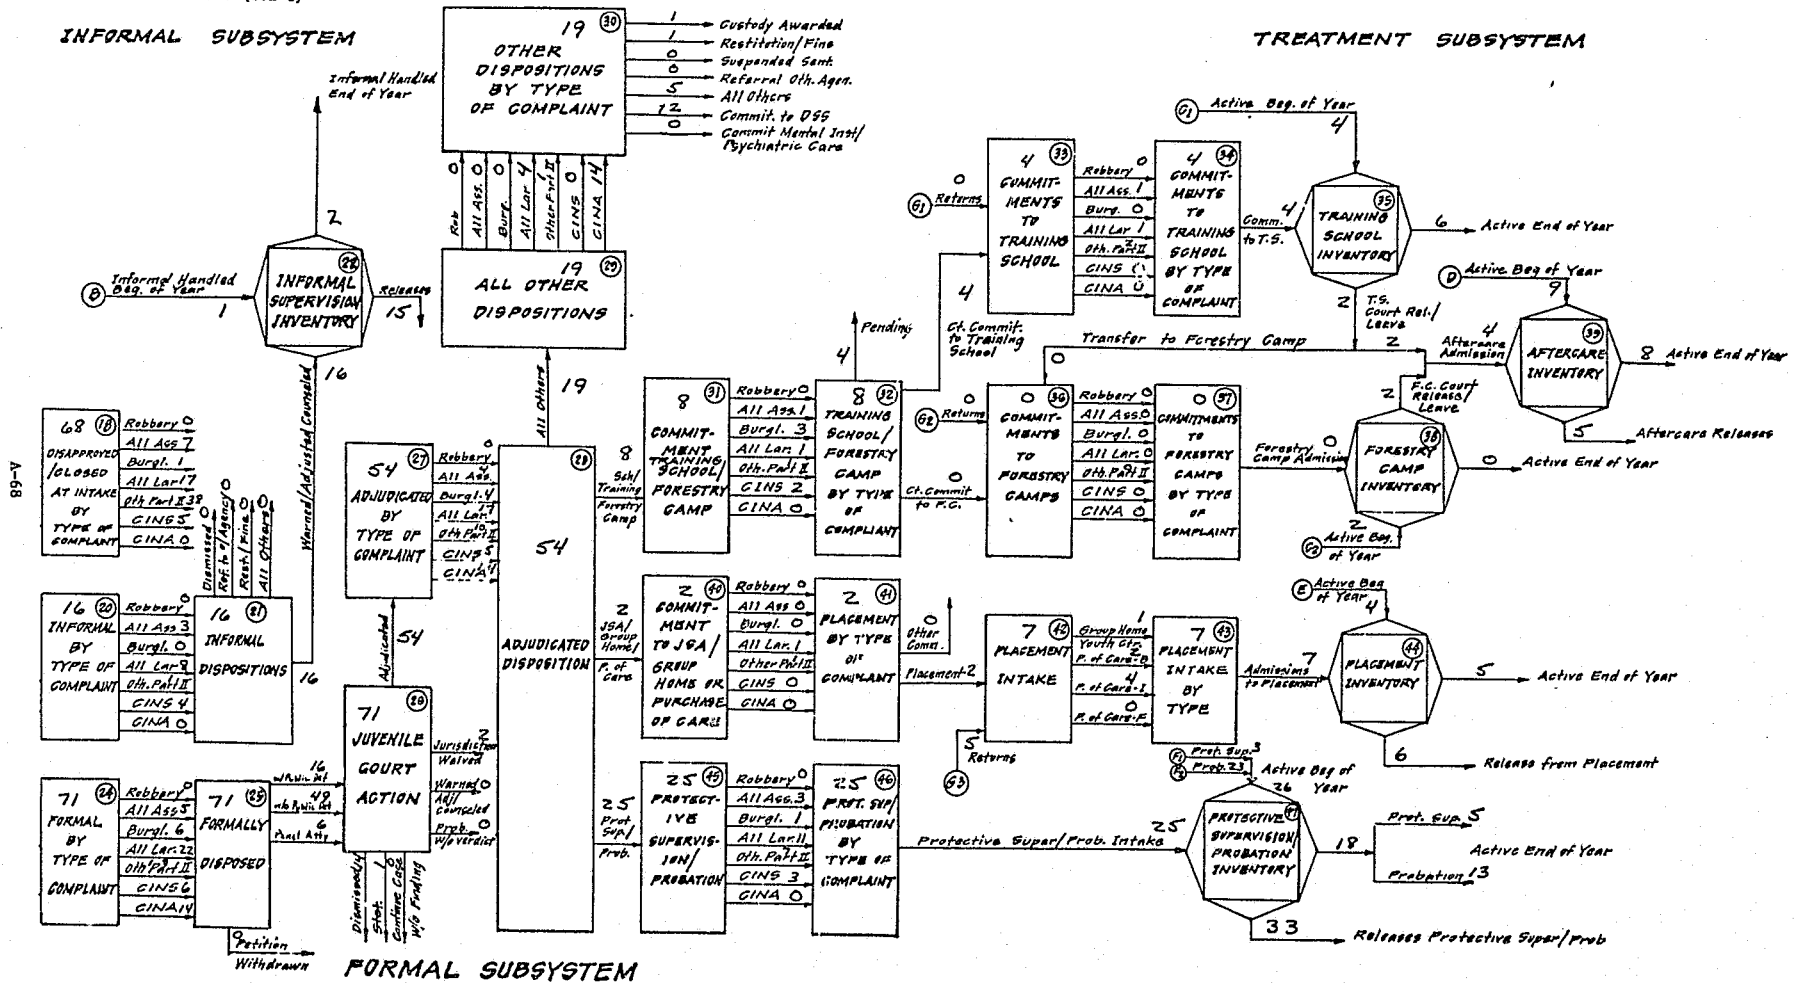 INFORMAL SUBSYSTEM
TREATMENT SUBSYSTEM
FORMAL SUBSYSTEM
A-68
Informal Handled
End of Year
2
B
Informal Handled
Beg. of Year
1
22
INFORMAL
SUPERVISION
INVENTORY
Releases
15
16
Warned/Adjusted Counseled
68 18
DISAPPROVED
/CLOSED
AT INTAKE
BY
TYPE OF
COMPLAINT
Robbery 0
All Ass 7
Burgl. 1
All Lar 17
Oth Part II 38
CINS 5
CINA 0
16 20
INFORMAL
BY
TYPE OF
COMPLAINT
Robbery 0
All Ass 3
Burgl. 0
All Lar 8
Oth. Part II
CINS 4
CINA 0
16 21
INFORMAL
DISPOSITIONS
Dismissed 0
Ref. to o/Agency 0
Rest./Fine 0
All Others 0
16
71 24
FORMAL
BY
TYPE OF
COMPLAINT
Robbery 0
All Ass 5
Burgl. 6
All Lar. 22
Oth Part II
CINS 6
CINA 14
71 25
FORMALLY
DISPOSED
0
Petition
Withdrawn
16
49
6
71 26
JUVENILE
COURT
ACTION
Jurisdiction 2
Waived
Warned 0
Adj/
Counseled
Prob. 0
w/o verdict
Dismissed 14
Stet. 1
Continue Case 0
W/o Finding
Adjudicated
54
54 27
ADJUDICATED
BY
TYPE OF
COMPLAINT
Robbery 0
All Ass. 4
Burgl. 4
All Lar. 17
Oth Part II 10
CINS 5
CINA 14
28
54
ADJUDICATED
DISPOSITION
All Others
19
19 29
ALL OTHER
DISPOSITIONS
Rob 0
All Ass. 0
Burg. 0
All Lar 4
Other Part II 1
CINS 0
CINA 14
19 30
OTHER
DISPOSITIONS
BY TYPE
OF COMPLAINT
1 Custody Awarded
1 Restitution/Fine
0 Suspended Sent.
0 Referral Oth. Agen.
5 All Others
12 Commit. to DSS
0 Commit Mental Inst/
Psychiatric Care
8
Sch/
Training
Forestry
Camp
8 31
COMMIT-
MENT
TRAINING
SCHOOL/
FORESTRY
CAMP
Robbery 0
All Ass. 1
Burgl. 3
All Lar. 1
Oth. Part II
CINS 2
CINA 0
8 32
TRAINING
SCHOOL/
FORESTRY
CAMP
BY TYPE
OF
COMPLIANT
Pending
4
4
Ct. Commit.
to Training
School
Ct. Commit
to F.C.
G1 Returns 0
4 33
COMMIT-
MENTS
TO
TRAINING
SCHOOL
Robbery 0
All Ass. 1
Burg. 0
All Lar 1
Oth. Part II 2
CINS
CINA 0
4 34
COMMIT-
MENTS
TO
TRAINING
SCHOOL
BY TYPE
OF
COMPLAINT
4
Comm.
to T.S.
G1 Active Beg. of Year
4
35
TRAINING
SCHOOL
INVENTORY
6
Active End of Year
2
T.S.
Court Rel./
Leave
Transfer to Forestry Camp
0
2
G2 Returns 0
0 36
COMMIT-
MENTS
TO
FORESTRY
CAMPS
Robbery 0
All Ass. 0
Burgl. 0
All Lar. 0
Oth. Part II
CINS 0
CINA 0
0 37
COMMITMENTS
TO
FORESTRY
CAMPS
BY TYPE
OF
COMPLAINT
Forestry 0
Camp Admission
38
FORESTRY
CAMP
INVENTORY
2
F.C. Court
Release/
Leave
0
Active End of Year
G2 2
Active Beg.
of Year
D Active Beg of Year
9
4
Aftercare
Admission
39
AFTERCARE
INVENTORY
8 Active End of Year
5
Aftercare Releases
2
JSA/
Group
Home/
P. of
Care
2 40
COMMIT-
MENT
TO JSA/
GROUP
HOME OR
PURCHASE
OF CARE
Robbery 0
All Ass 0
Burgl. 0
All Lar. 1
Other Part II
CINS 0
CINA 0
2 41
PLACEMENT
BY TYPE
OF
COMPLAINT
0
Other
Comm.
Placement-2
5
Returns
G3
7 42
PLACEMENT
INTAKE
Group Home 1
Youth Ctr.
P. of Care-B 2
P. of Care-I 4
P. of Care-F 0
7 43
PLACEMENT
INTAKE
BY
TYPE
7
Admissions
to Placement
E Active Beg
of Year
4
44
PLACEMENT
INVENTORY
5
Active End of Year
6
Release from Placement
25
Prot
Sup/
Prob.
25 45
PROTECT-
IVE
SUPERVIS-
ION/
PROBATION
Robbery 0
All Ass. 3
Burgl. 1
All Lar. 11
Oth. Part II 7
CINS 3
CINA 0
25 46
PROT. SUP/
PROBATION
BY
TYPE OF
COMPLAINT
Protective Super/Prob. Intake 25
F1 Prot. Sup. 3
F2 Prob. 23
Active Beg of
Year
26
47
PROTECTIVE
SUPERVISION/
PROBATION
INVENTORY
18
Prot. Sup. 5
Active End of Year
Probation 13
33
Releases Protective Super/Prob